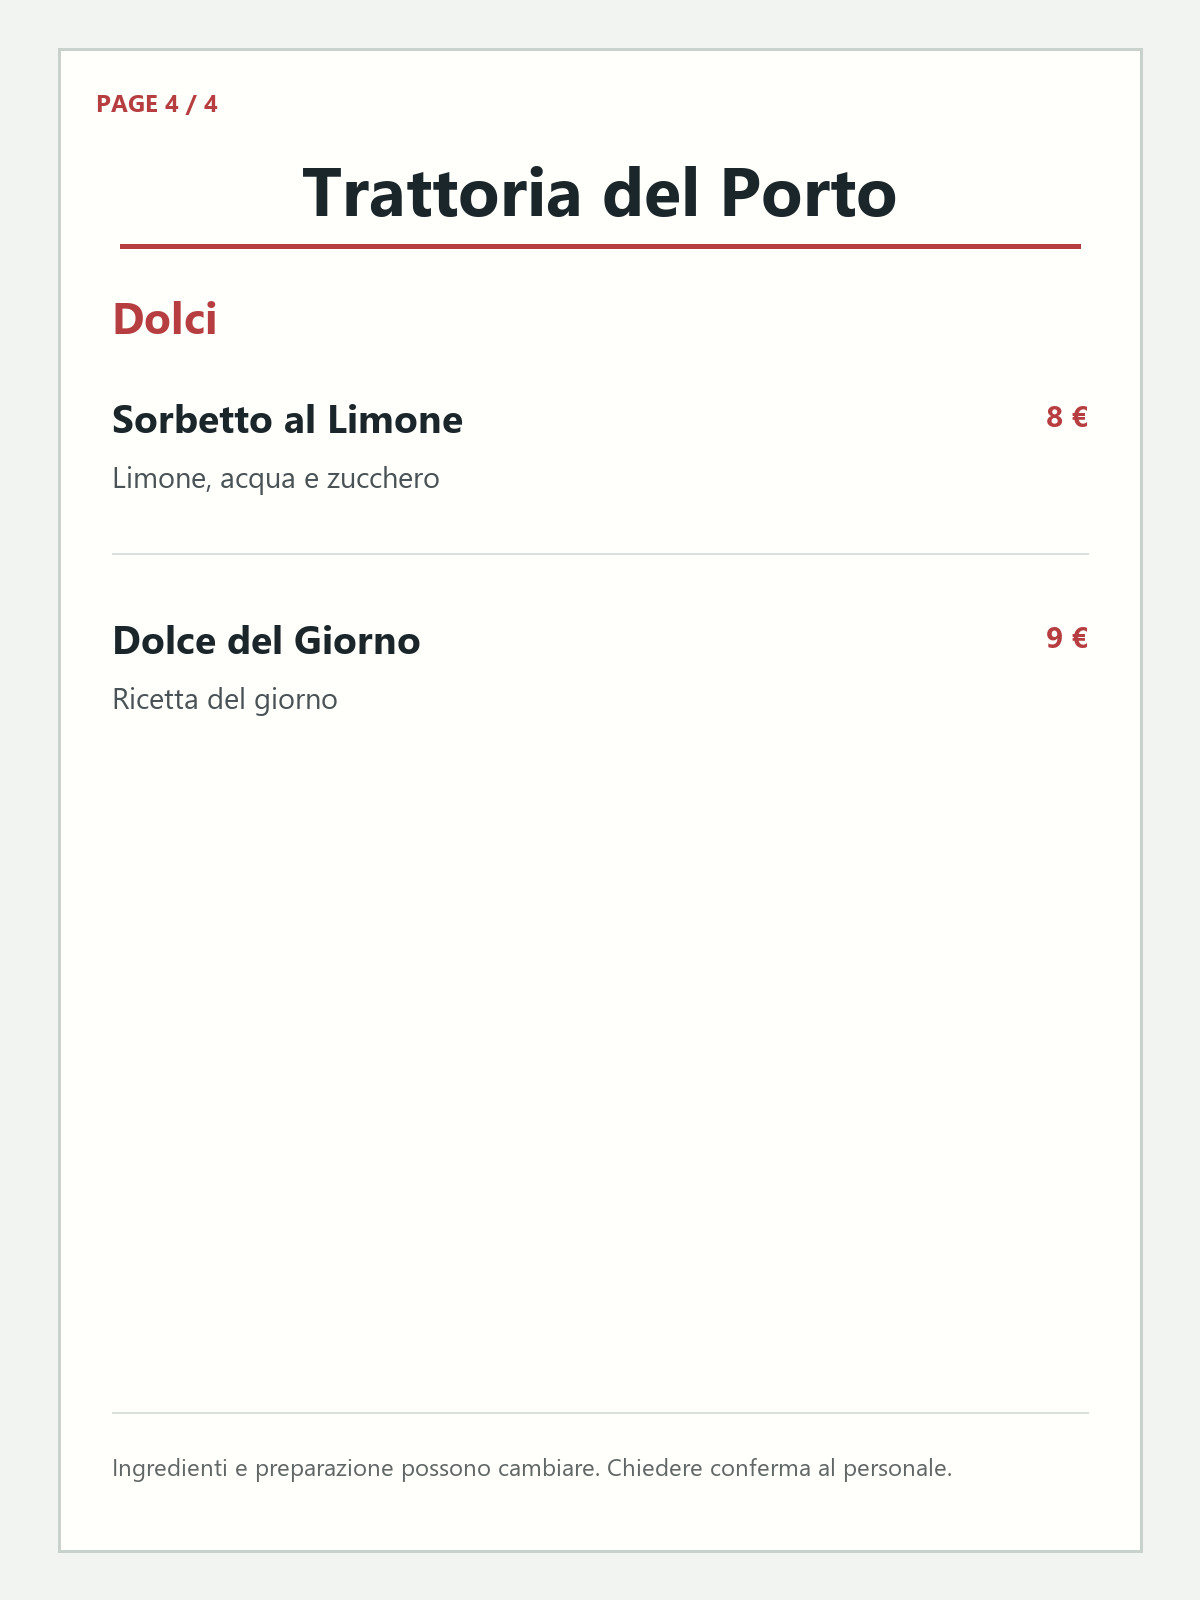 PAGE 4 / 4
Trattoria del Porto
Dolci
Sorbetto al Limone 8 €
Limone, acqua e zucchero
Dolce del Giorno 9 €
Ricetta del giorno
Ingredienti e preparazione possono cambiare. Chiedere conferma al personale.